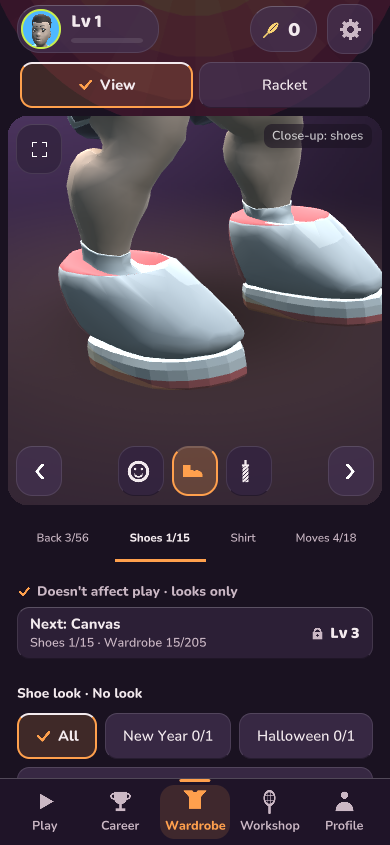 Lv 1
0
View
Racket
Close-up: shoes
Back 3/56
Shoes 1/15
Shirt
Moves 4/18
Doesn't affect play · looks only
Next: Canvas
Shoes 1/15 · Wardrobe 15/205
Lv 3
Shoe look · No look
All
New Year 0/1
Halloween 0/1
Play
Career
Wardrobe
Workshop
Profile